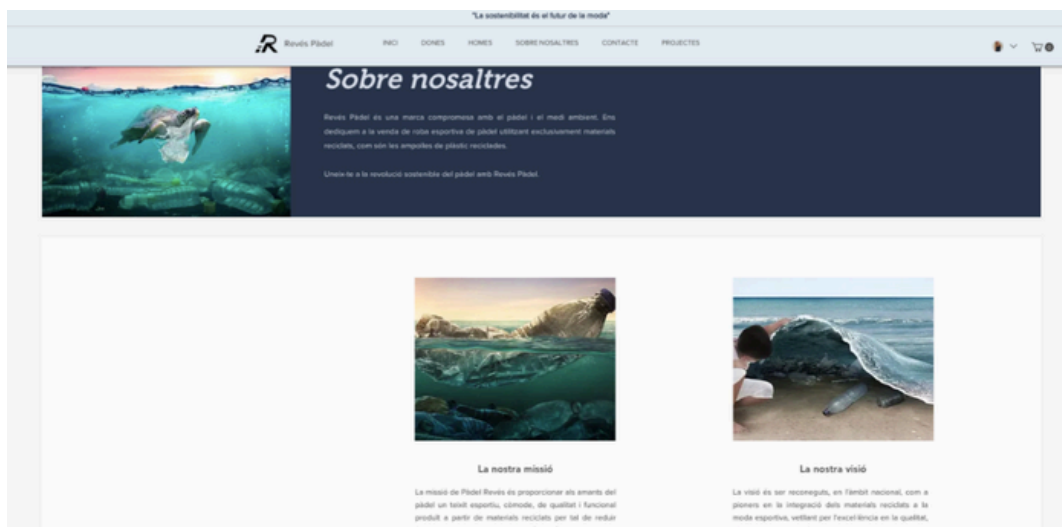 "La sostenibilitat és el futur de la moda"
Revés Pàdel
INICI DONES HOMES SOBRE NOSALTRES CONTACTE PROJECTES
0
Sobre nosaltres
Revés Pàdel és una marca compromesa amb el pàdel i el medi ambient. Ens
dediquem a la venda de roba esportiva de pàdel utilitzant exclusivament materials
reciclats, com són les ampolles de plàstic reciclades.
Uneix-te a la revolució sostenible del pàdel amb Revés Pàdel.
La nostra missió
La missió de Pàdel Revés és proporcionar als amants del
pàdel un teixit esportiu, còmode, de qualitat i funcional
produït a partir de materials reciclats per tal de reduir
La nostra visió
La visió és ser reconeguts, en l'àmbit nacional, com a
pioners en la integració dels materials reciclats a la
moda esportiva, vetllant per l'excel·lència en la qualitat,